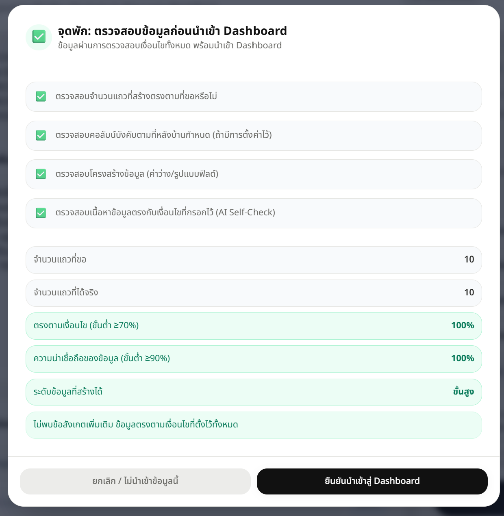 จุดพัก: ตรวจสอบข้อมูลก่อนนำเข้า Dashboard
ข้อมูลผ่านการตรวจสอบเงื่อนไขทั้งหมด พร้อมนำเข้า Dashboard
ตรวจสอบจำนวนแถวที่สร้างตรงตามที่ขอหรือไม่
ตรวจสอบคอลัมน์บังคับตามที่หลังบ้านกำหนด (ถ้ามีการตั้งค่าไว้)
ตรวจสอบโครงสร้างข้อมูล (ค่าว่าง/รูปแบบฟิลด์)
ตรวจสอบเนื้อหาข้อมูลตรงกับเงื่อนไขที่กรอกไว้ (AI Self-Check)
จำนวนแถวที่ขอ 10
จำนวนแถวที่ได้จริง 10
ตรงตามเงื่อนไข (ขั้นต่ำ ≥70%) 100%
ความน่าเชื่อถือของข้อมูล (ขั้นต่ำ ≥90%) 100%
ระดับข้อมูลที่สร้างได้ ขั้นสูง
ไม่พบข้อสังเกตเพิ่มเติม ข้อมูลตรงตามเงื่อนไขที่ตั้งไว้ทั้งหมด
ยกเลิก / ไม่นำเข้าข้อมูลนี้ ยืนยันนำเข้าสู่ Dashboard